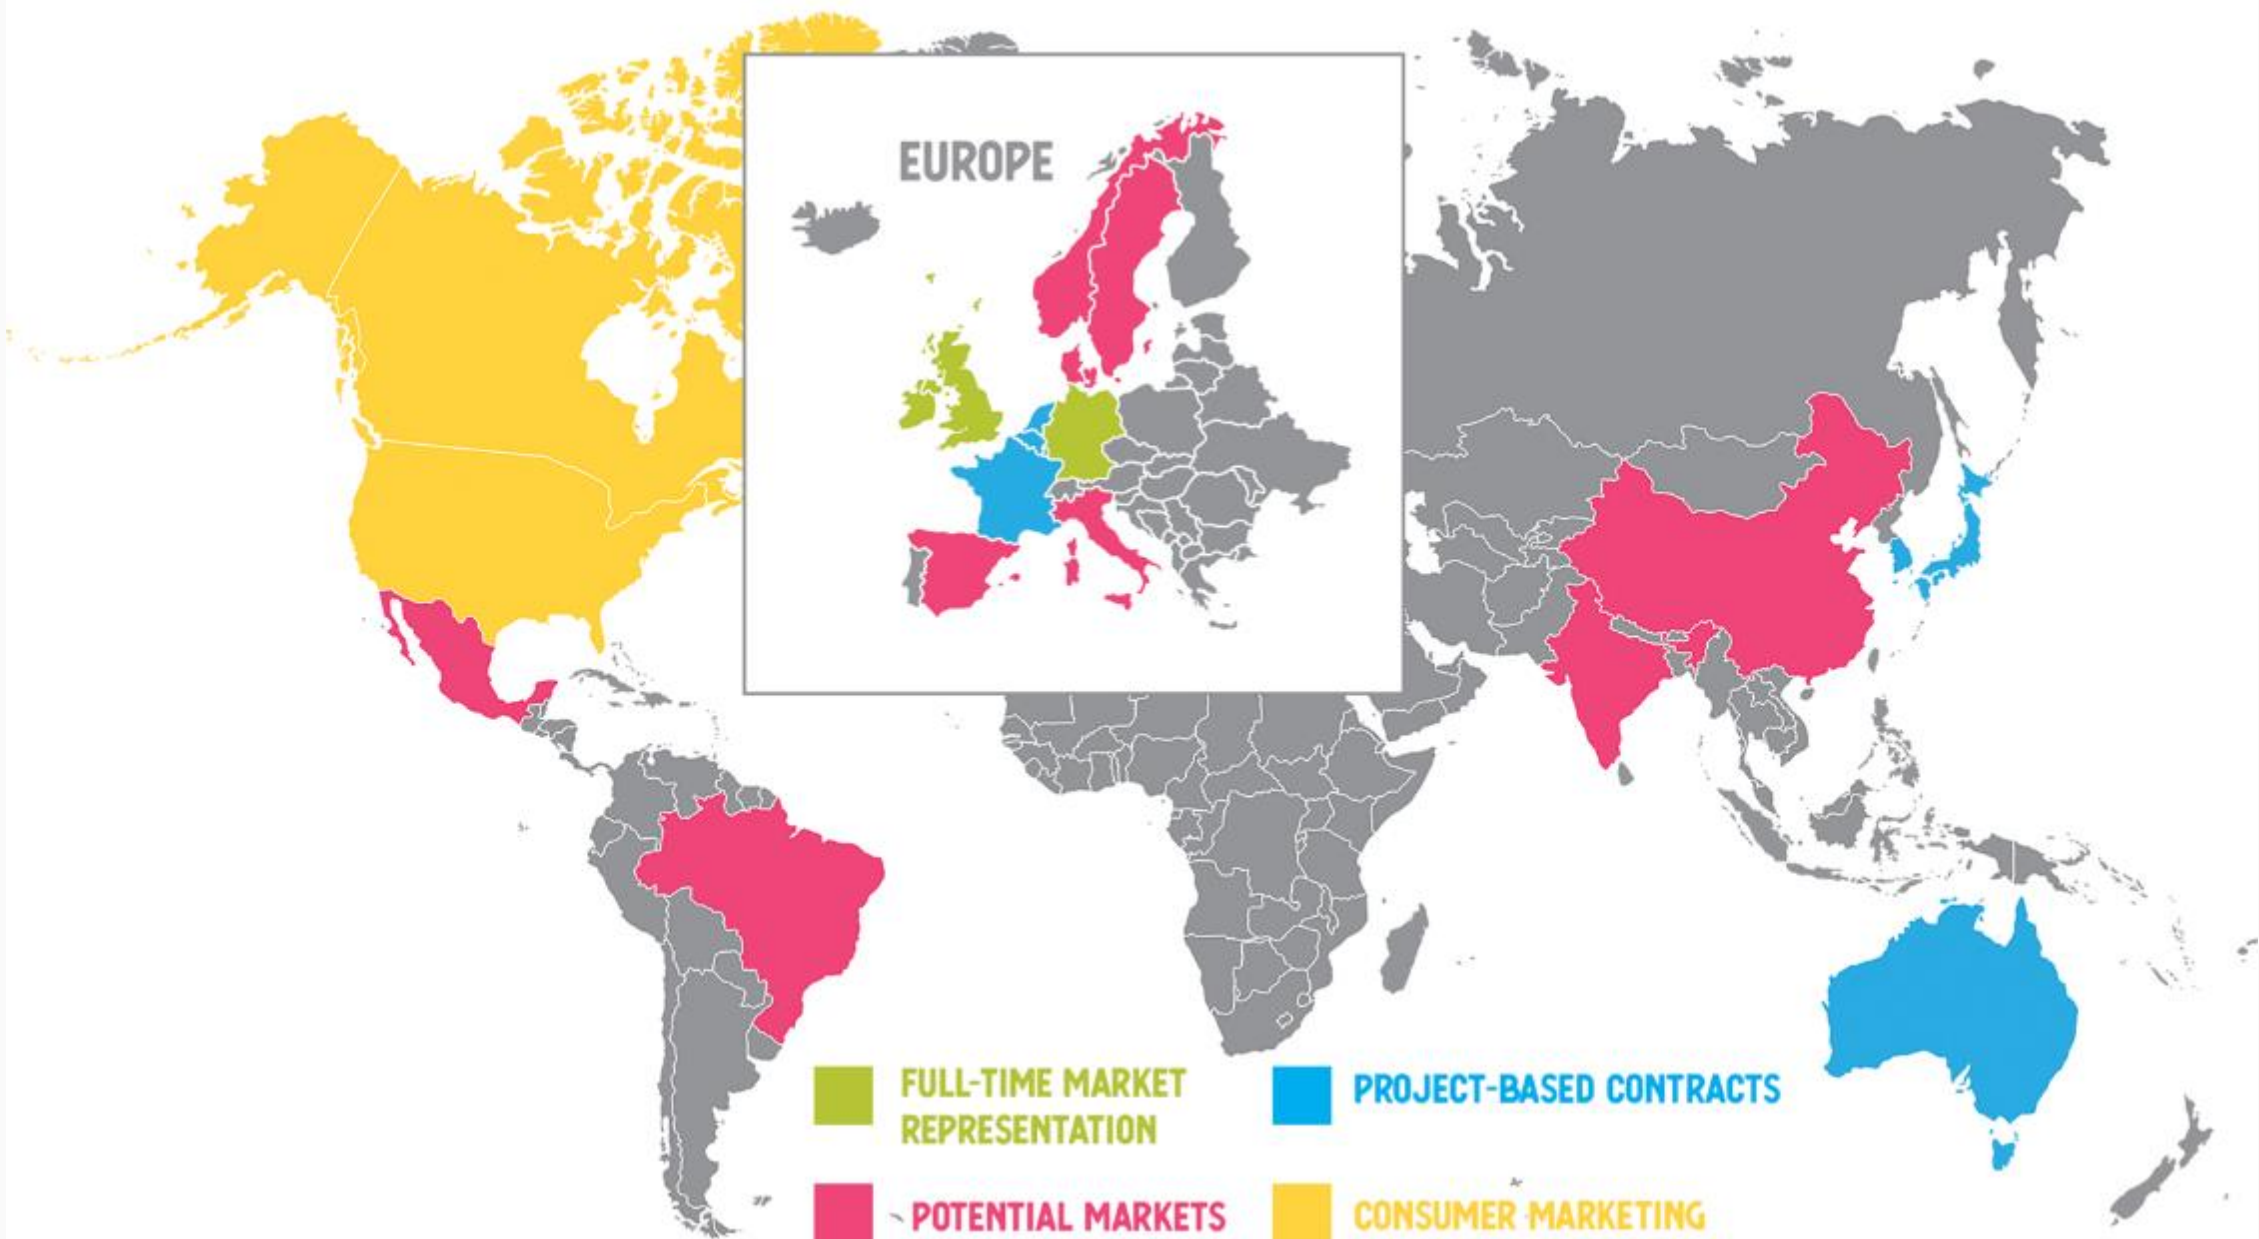 EUROPE
FULL-TIME MARKET
REPRESENTATION
PROJECT-BASED CONTRACTS
POTENTIAL MARKETS
CONSUMER MARKETING